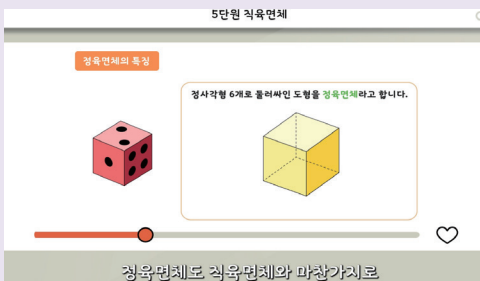 5단원 직육면체
정육면체의 특징
정사각형 6개로 둘러싸인 도형을 정육면체라고 합니다.
정육면체도 직육면체와 마찬가지로